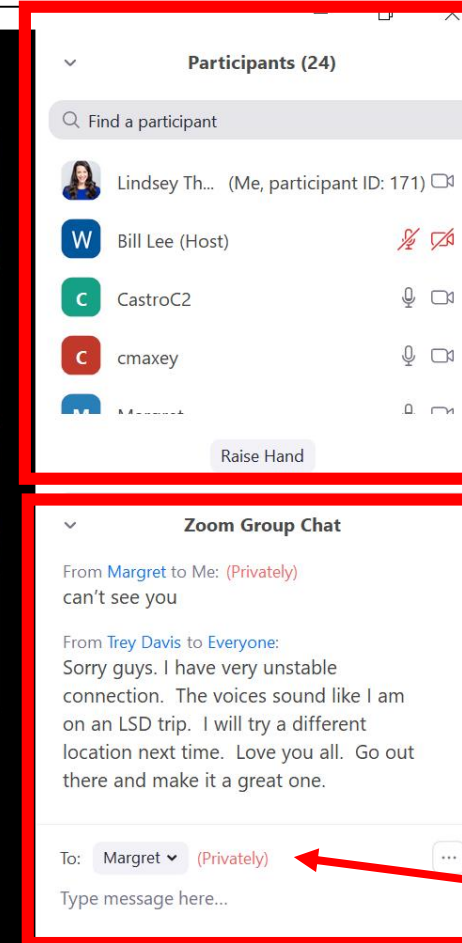 Participants (24)
Find a participant
Lindsey Th... (Me, participant ID: 171)
W Bill Lee (Host)
C CastroC2
C cmaxey
M Margret
Raise Hand
Zoom Group Chat
From Margret to Me: (Privately)
can't see you
From Trey Davis to Everyone:
Sorry guys. I have very unstable
connection. The voices sound like I am
on an LSD trip. I will try a different
location next time. Love you all. Go out
there and make it a great one.
To: Margret (Privately)
Type message here...